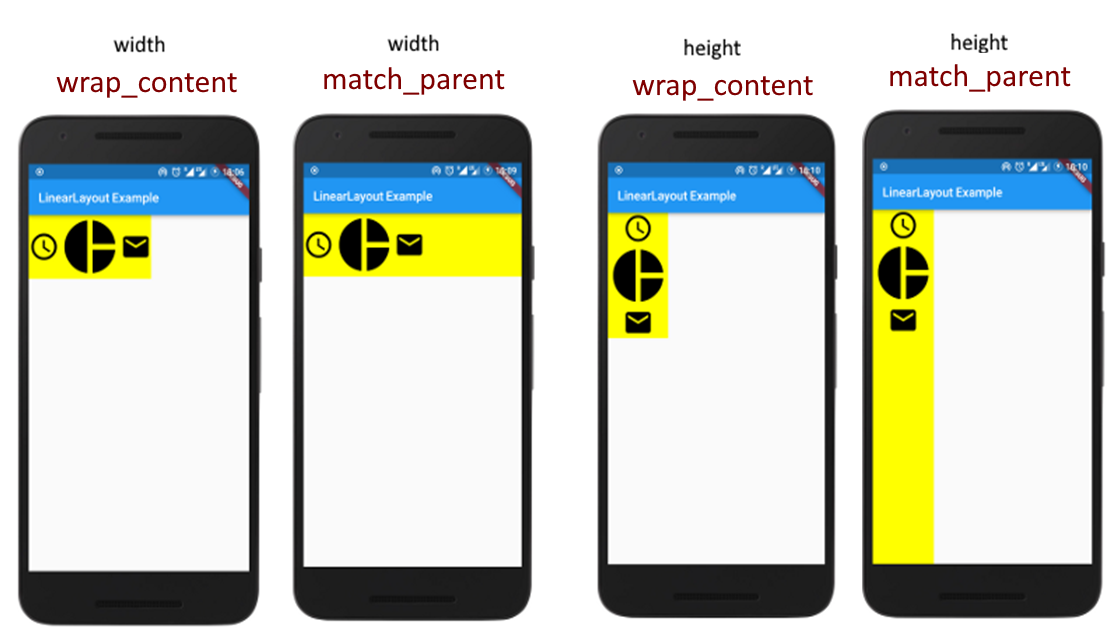 width
wrap_content
width
match_parent
height
wrap_content
height
match_parent
LinearLayout Example
LinearLayout Example
LinearLayout Example
LinearLayout Example